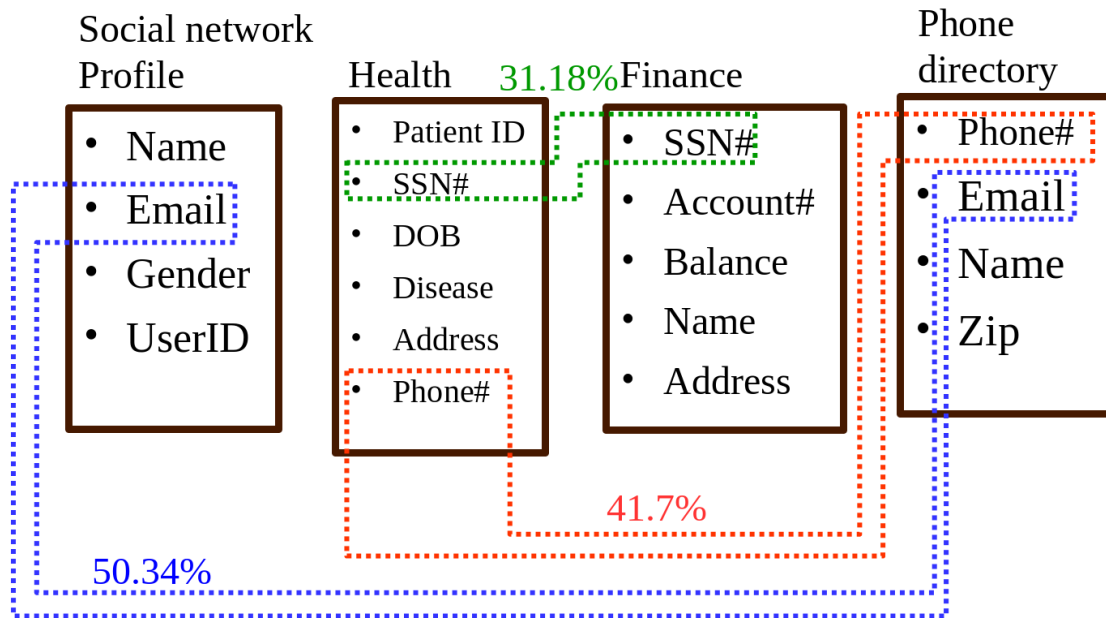 Social network
Profile
• Name
• Email
• Gender
• UserID
Health
• Patient ID
• SSN#
• DOB
• Disease
• Address
• Phone#
31.18%
Finance
• SSN#
• Account#
• Balance
• Name
• Address
Phone
directory
• Phone#
• Email
• Name
• Zip
41.7%
50.34%